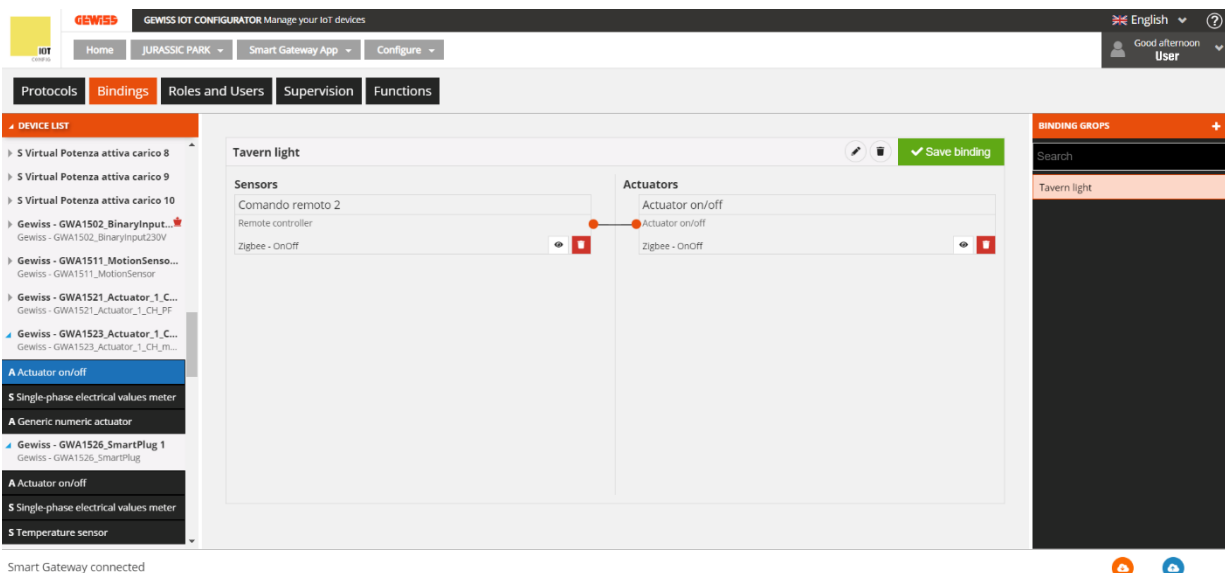 GEWISS GEWISS IOT CONFIGURATOR Manage your IoT devices English ?
IOT
CONFIG
Home JURASSIC PARK Smart Gateway App Configure Good afternoon
User
Protocols Bindings Roles and Users Supervision Functions
DEVICE LIST
S Virtual Potenza attiva carico 8
S Virtual Potenza attiva carico 9
S Virtual Potenza attiva carico 10
Gewiss - GWA1502_BinaryInput...
Gewiss - GWA1502_BinaryInput230V
Gewiss - GWA1511_MotionSenso...
Gewiss - GWA1511_MotionSensor
Gewiss - GWA1521_Actuator_1_C...
Gewiss - GWA1521_Actuator_1_CH_PF
Gewiss - GWA1523_Actuator_1_C...
Gewiss - GWA1523_Actuator_1_CH_m...
A Actuator on/off
S Single-phase electrical values meter
A Generic numeric actuator
Gewiss - GWA1526_SmartPlug 1
Gewiss - GWA1526_SmartPlug
A Actuator on/off
S Single-phase electrical values meter
S Temperature sensor
Tavern light Save binding
Sensors
Comando remoto 2
Remote controller
Zigbee - OnOff
Actuators
Actuator on/off
Actuator on/off
Zigbee - OnOff
BINDING GROPS +
Search
Tavern light
Smart Gateway connected